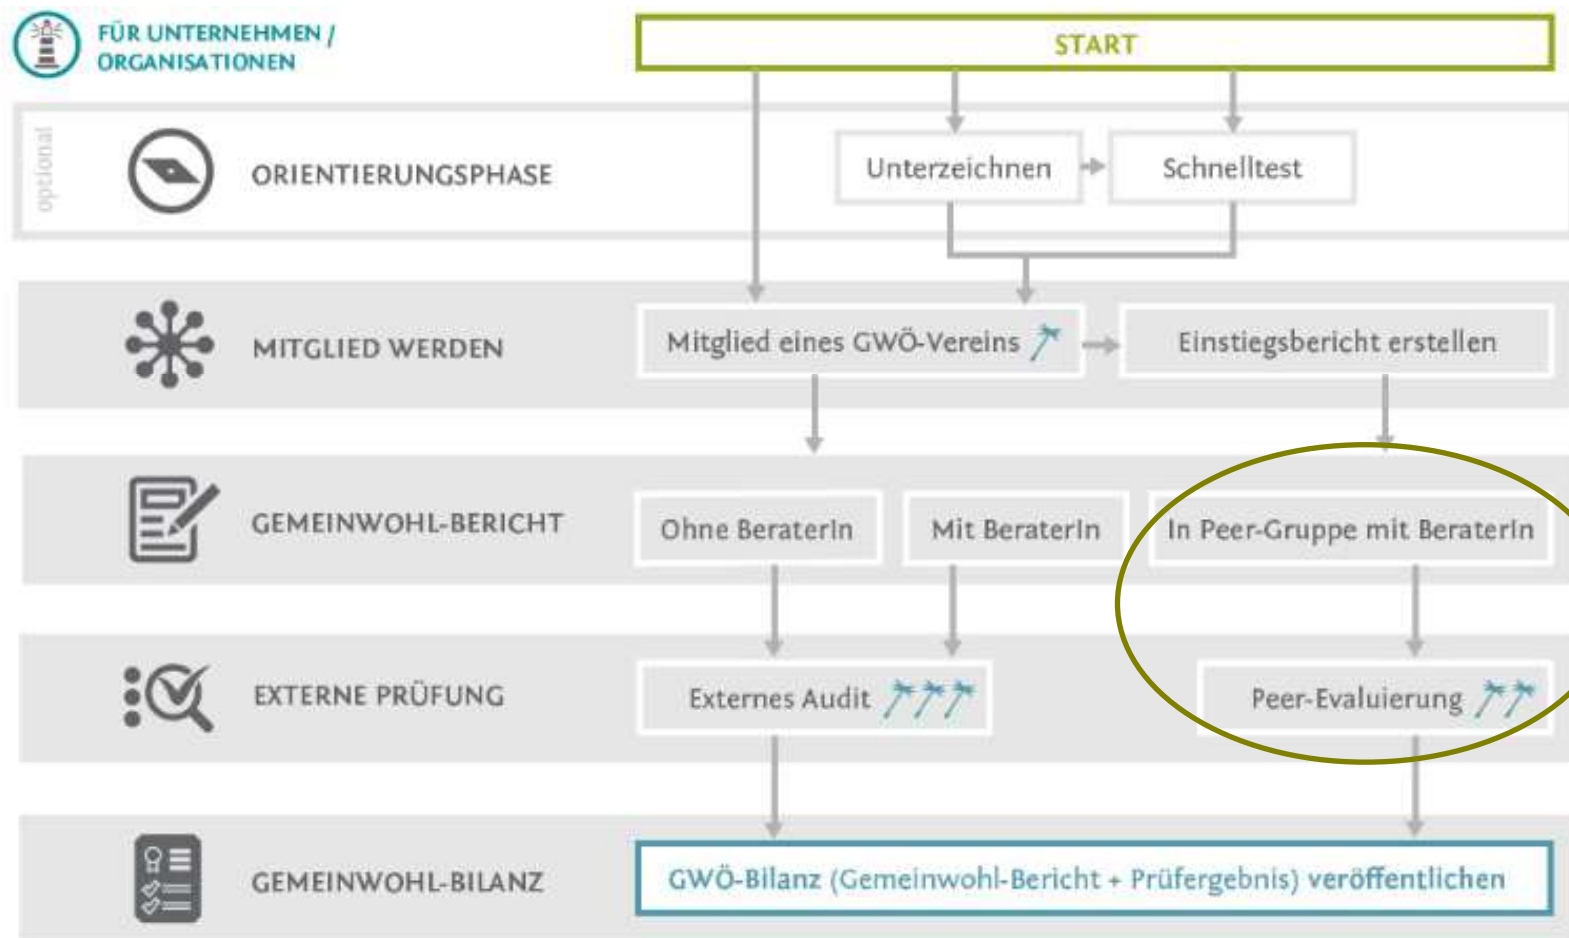 FÜR UNTERNEHMEN /
ORGANISATIONEN
START
optional
ORIENTIERUNGSPHASE
Unterzeichnen
Schnelltest
MITGLIED WERDEN
Mitglied eines GWÖ-Vereins
Einstiegsbericht erstellen
GEMEINWOHL-BERICHT
Ohne BeraterIn
Mit BeraterIn
In Peer-Gruppe mit BeraterIn
EXTERNE PRÜFUNG
Externes Audit
Peer-Evaluierung
GEMEINWOHL-BILANZ
GWÖ-Bilanz (Gemeinwohl-Bericht + Prüfergebnis) veröffentlichen